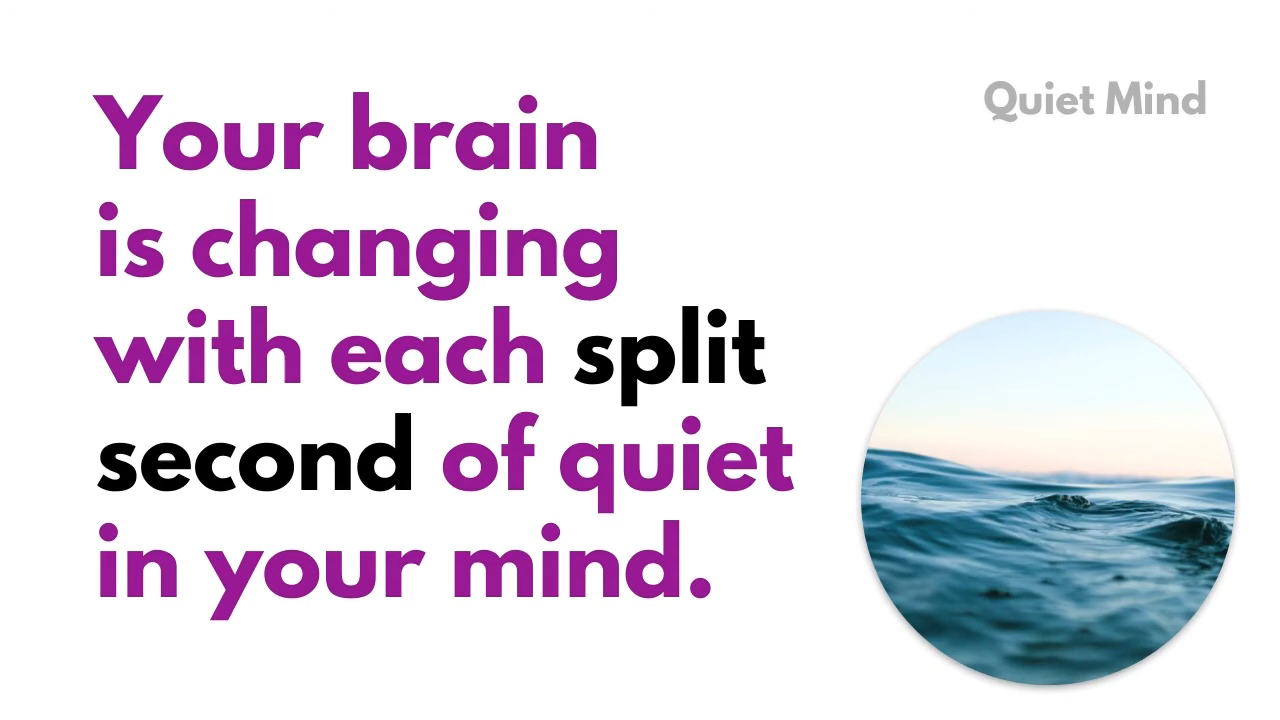 Quiet Mind
Your brain
is changing
with each split
second of quiet
in your mind.